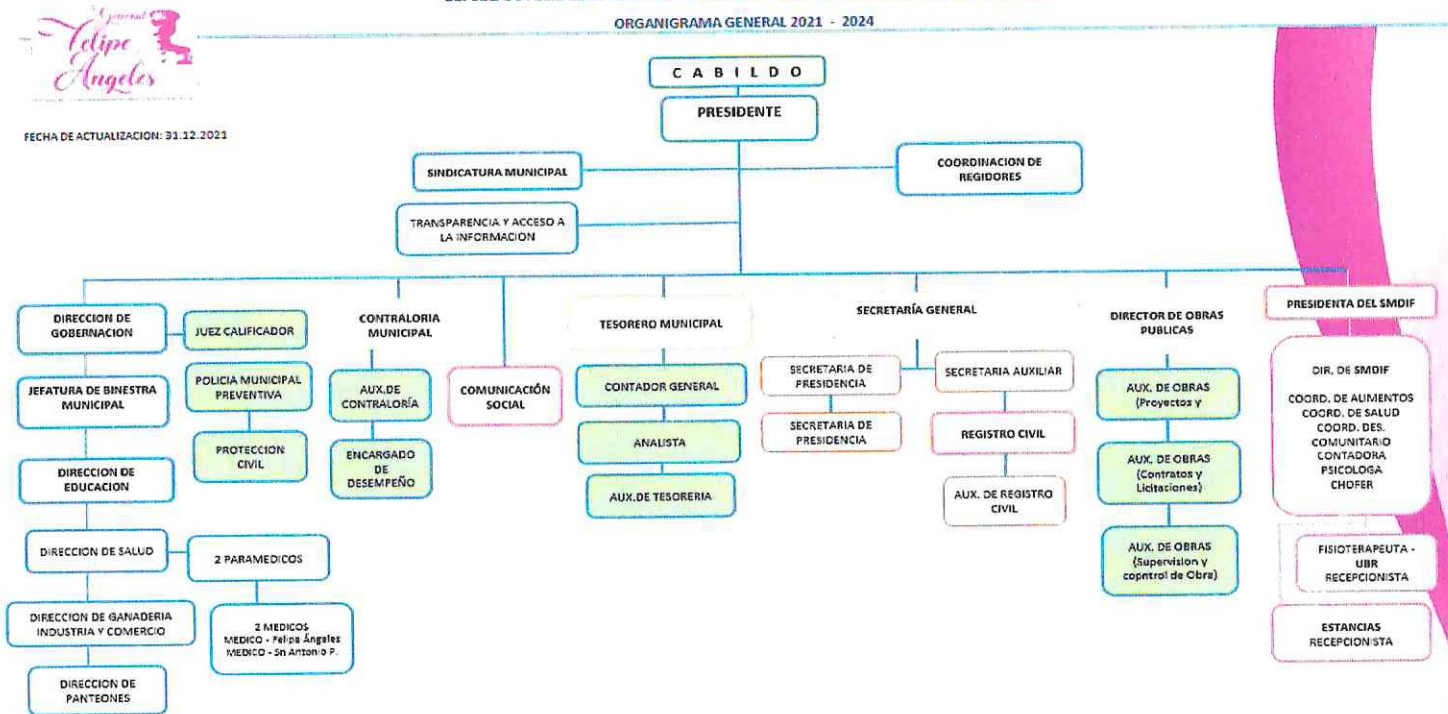 General
Felipe
Ángeles
ORGANIGRAMA GENERAL 2021 - 2024
FECHA DE ACTUALIZACION: 31.12.2021
C A B I L D O
PRESIDENTE
SINDICATURA MUNICIPAL
COORDINACION DE
REGIDORES
TRANSPARENCIA Y ACCESO A
LA INFORMACION
DIRECCION DE
GOBERNACION
JUEZ CALIFICADOR
POLICIA MUNICIPAL
PREVENTIVA
PROTECCION
CIVIL
JEFATURA DE BINESTRA
MUNICIPAL
DIRECCION DE
EDUCACION
DIRECCION DE SALUD
2 PARAMEDICOS
2 MEDICOS
MEDICO - Felipe Ángeles
MEDICO - Sn Antonio P.
DIRECCION DE GANADERIA
INDUSTRIA Y COMERCIO
DIRECCION DE
PANTEONES
CONTRALORIA
MUNICIPAL
AUX.DE
CONTRALORÍA
ENCARGADO
DE
DESEMPEÑO
COMUNICACIÓN
SOCIAL
TESORERO MUNICIPAL
CONTADOR GENERAL
ANALISTA
AUX.DE TESORERIA
SECRETARÍA GENERAL
SECRETARIA DE
PRESIDENCIA
SECRETARIA DE
PRESIDENCIA
SECRETARIA AUXILIAR
REGISTRO CIVIL
AUX. DE REGISTRO
CIVIL
DIRECTOR DE OBRAS
PUBLICAS
AUX. DE OBRAS
(Proyectos y
AUX. DE OBRAS
(Contratos y
Licitaciones)
AUX. DE OBRAS
(Supervision y
copntrol de Obra)
PRESIDENTA DEL SMDIF
DIR. DE SMDIF
COORD. DE ALIMENTOS
COORD. DE SALUD
COORD. DES.
COMUNITARIO
CONTADORA
PSICOLOGA
CHOFER
FISIOTERAPEUTA -
UBR
RECEPCIONISTA
ESTANCIAS
RECEPCIONISTA